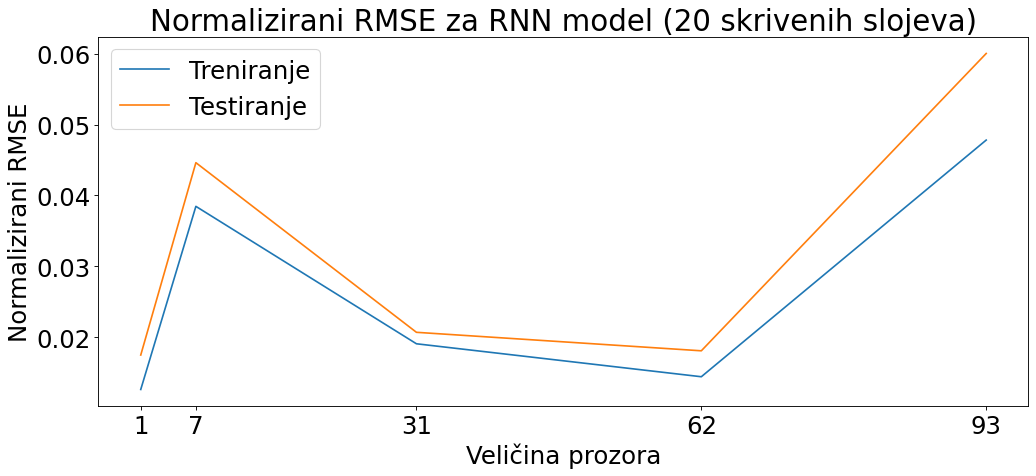 Normalizirani RMSE za RNN model (20 skrivenih slojeva)
Treniranje
Testiranje
Normalizirani RMSE
0.06
0.05
0.04
0.03
0.02
1 7 31 62 93
Veličina prozora